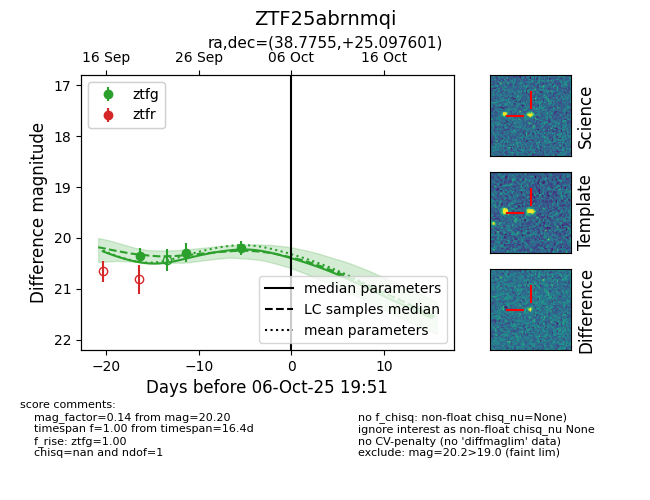 ZTF25abrnmqi
ra,dec=(38.7755,+25.097601)
16 Sep
26 Sep
06 Oct
16 Oct
17
18
19
20
21
22
Difference magnitude
ztfg
ztfr
median parameters
LC samples median
mean parameters
−20
−10
0
10
Days before 06-Oct-25 19:51
Science
Template
Difference
score comments:
mag_factor=0.14 from mag=20.20
timespan f=1.00 from timespan=16.4d
f_rise: ztfg=1.00
chisq=nan and ndof=1
no f_chisq: non-float chisq_nu=None)
ignore interest as non-float chisq_nu None
no CV-penalty (no 'diffmaglim' data)
exclude: mag=20.2>19.0 (faint lim)